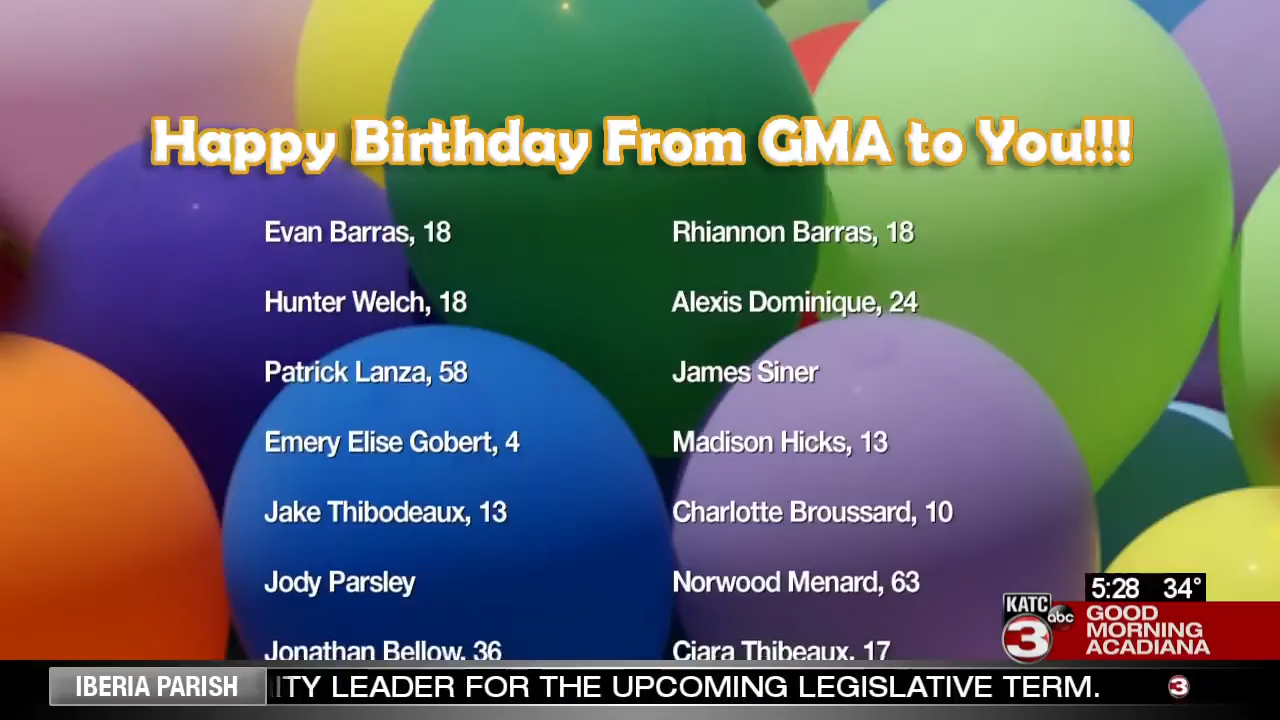 Happy Birthday From GMA to You!!!
Evan Barras, 18
Rhiannon Barras, 18
Hunter Welch, 18
Alexis Dominique, 24
Patrick Lanza, 58
James Siner
Emery Elise Gobert, 4
Madison Hicks, 13
Jake Thibodeaux, 13
Charlotte Broussard, 10
Jody Parsley
Norwood Menard, 63
Jonathan Bellow, 36
Ciara Thibeaux, 17
5:28 34°
KATC
3
abc
GOOD
MORNING
ACADIANA
IBERIA PARISH
ITY LEADER FOR THE UPCOMING LEGISLATIVE TERM.
3